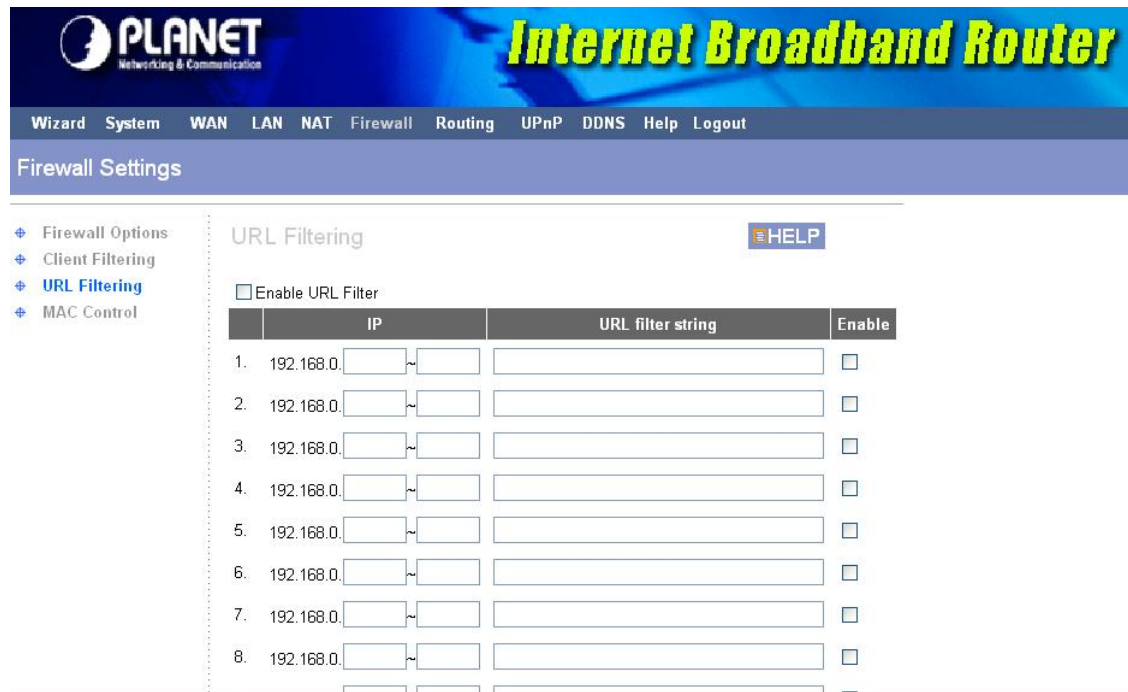 PLANET
Networking & Communication
Internet Broadband Router
Wizard System WAN LAN NAT Firewall Routing UPnP DDNS Help Logout
Firewall Settings
Firewall Options
Client Filtering
URL Filtering
MAC Control
URL Filtering
HELP
Enable URL Filter
IP URL filter string Enable
1. 192.168.0. ~
2. 192.168.0. ~
3. 192.168.0. ~
4. 192.168.0. ~
5. 192.168.0. ~
6. 192.168.0. ~
7. 192.168.0. ~
8. 192.168.0. ~